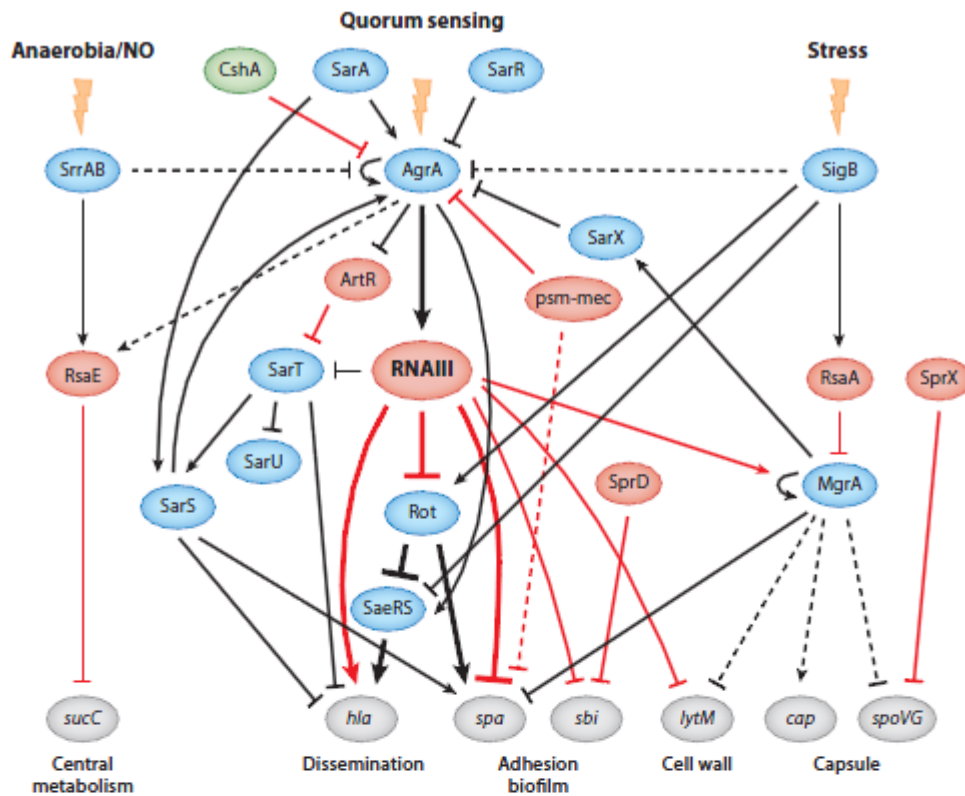 Quorum sensing
Anaerobia/NO
Stress
CshA
SarA
SarR
SrrAB
AgrA
SigB
SarX
ArtR
psm-mec
RsaE
SarT
RNAIII
RsaA
SprX
SarU
SprD
MgrA
SarS
Rot
SaeRS
sucC
hla
spa
sbi
lytM
cap
spoVG
Central
metabolism
Dissemination
Adhesion
biofilm
Cell wall
Capsule